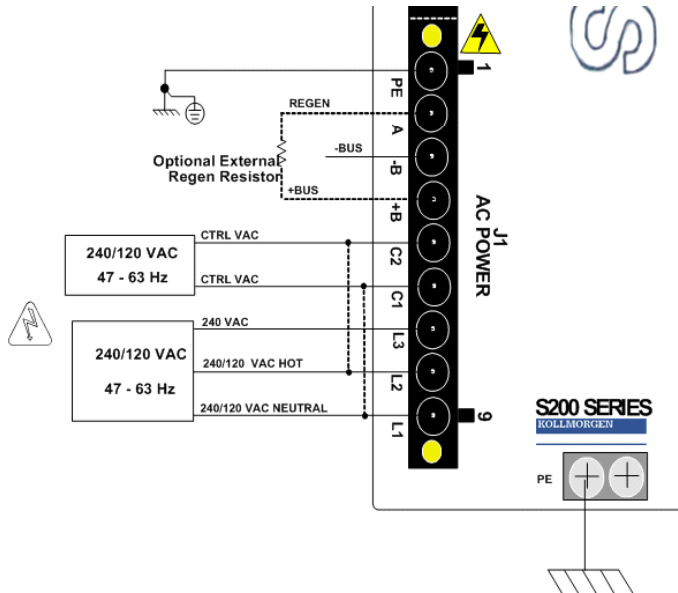 1
PE
REGEN
A
-BUS
-B
Optional External
Regen Resistor
+BUS
+B
J1
AC POWER
CTRL VAC
C2
240/120 VAC
47 - 63 Hz
CTRL VAC
C1
240 VAC
L3
240/120 VAC
47 - 63 Hz
240/120 VAC HOT
L2
240/120 VAC NEUTRAL
L1
9
S200 SERIES
KOLLMORGEN
PE